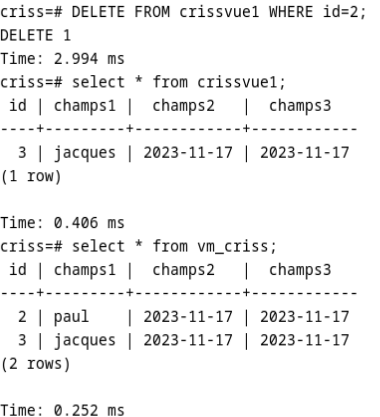 criss=# DELETE FROM crissvue1 WHERE id=2;
DELETE 1
Time: 2.994 ms
criss=# select * from crissvue1;
 id | champs1 |  champs2   |  champs3
----+---------+------------+------------
  3 | jacques | 2023-11-17 | 2023-11-17
(1 row)

Time: 0.406 ms
criss=# select * from vm_criss;
 id | champs1 |  champs2   |  champs3
----+---------+------------+------------
  2 | paul    | 2023-11-17 | 2023-11-17
  3 | jacques | 2023-11-17 | 2023-11-17
(2 rows)

Time: 0.252 ms